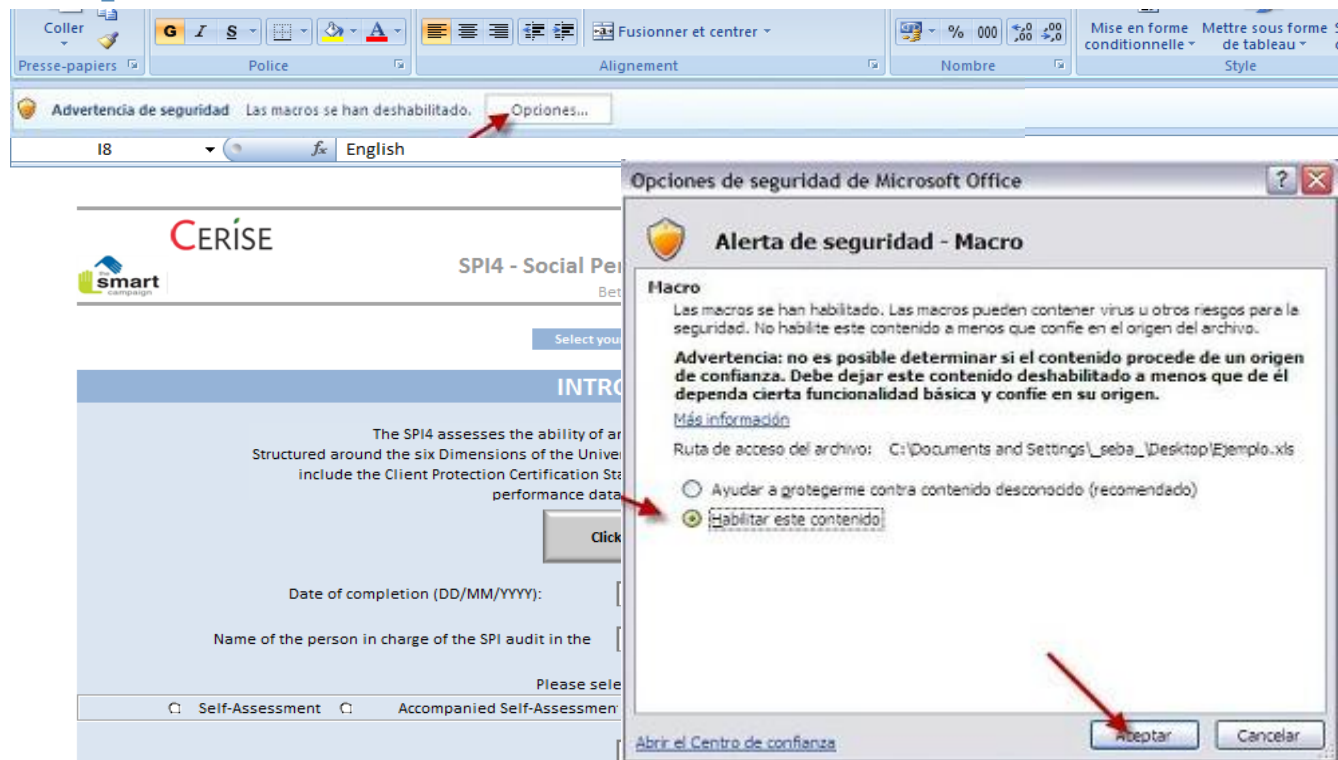 Coller
G I S
A
Fusionner et centrer
% 000
,00
,0
Mise en forme
conditionnelle
Mettre sous forme
de tableau
Presse-papiers
Police
Alignement
Nombre
Style
Advertencia de seguridad Las macros se han deshabilitado. Opciones...
I8 fx English
CERÍSE
the
smart
campaign
SPI4 - Social Per
Bet
Select your
INTRO
The SPI4 assesses the ability of an
Structured around the six Dimensions of the Univer
include the Client Protection Certification Sta
performance data
Click
Date of completion (DD/MM/YYYY):
Name of the person in charge of the SPI audit in the
Please sele
Self-Assessment Accompanied Self-Assessment
Opciones de seguridad de Microsoft Office
Alerta de seguridad - Macro
Macro
Las macros se han habilitado. Las macros pueden contener virus u otros riesgos para la
seguridad. No habilite este contenido a menos que confíe en el origen del archivo.
Advertencia: no es posible determinar si el contenido procede de un origen
de confianza. Debe dejar este contenido deshabilitado a menos que de él
dependa cierta funcionalidad básica y confíe en su origen.
Más información
Ruta de acceso del archivo: C:\Documents and Settings\_seba_\Desktop\Ejemplo.xls
Ayudar a protegerme contra contenido desconocido (recomendado)
Habilitar este contenido
Abrir el Centro de confianza
Aceptar
Cancelar